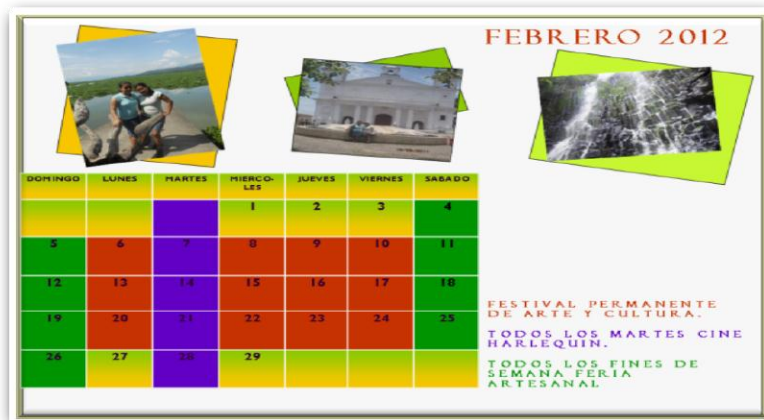 FEBRERO 2012
DOMINGO LUNES MARTES MIERCO-
LES JUEVES VIERNES SABADO
1 2 3 4
5 6 7 8 9 10 11
12 13 14 15 16 17 18
19 20 21 22 23 24 25
26 27 28 29
FESTIVAL PERMANENTE
DE ARTE Y CULTURA.
TODOS LOS MARTES CINE
HARLEQUIN.
TODOS LOS FINES DE
SEMANA FERIA
ARTESANAL